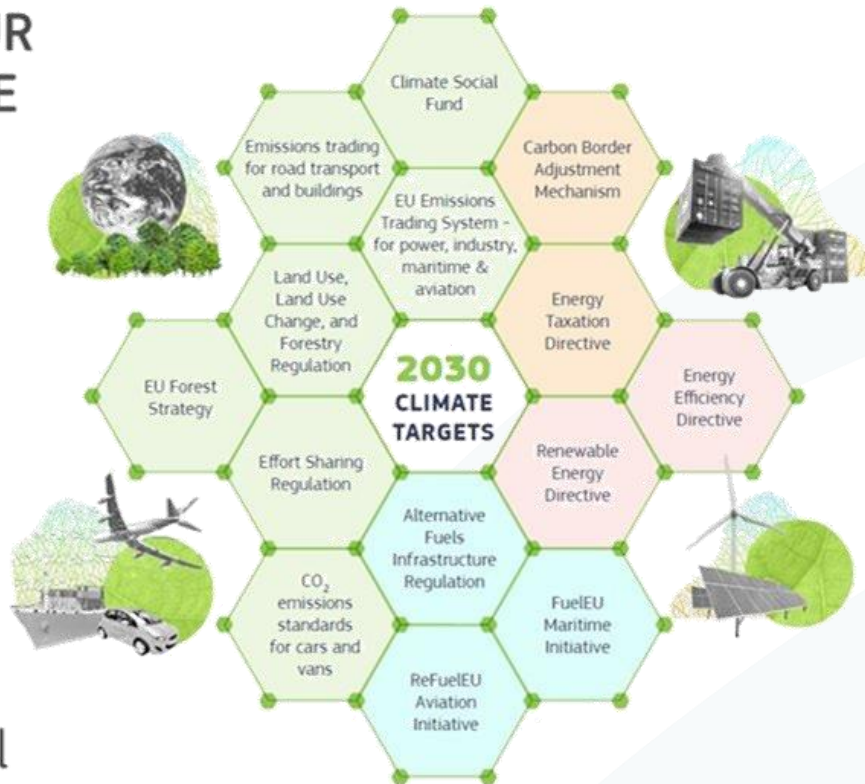 UR
E
Climate Social
Fund
Emissions trading
for road transport
and buildings
Carbon Border
Adjustment
Mechanism
EU Emissions
Trading System -
for power, industry,
maritime &
aviation
Land Use,
Land Use
Change, and
Forestry
Regulation
Energy
Taxation
Directive
EU Forest
Strategy
2030
CLIMATE
TARGETS
Energy
Efficiency
Directive
Effort Sharing
Regulation
Renewable
Energy
Directive
Alternative
Fuels
Infrastructure
Regulation
CO₂
emissions
standards
for cars and
vans
FuelEU
Maritime
Initiative
ReFuelEU
Aviation
Initiative
l